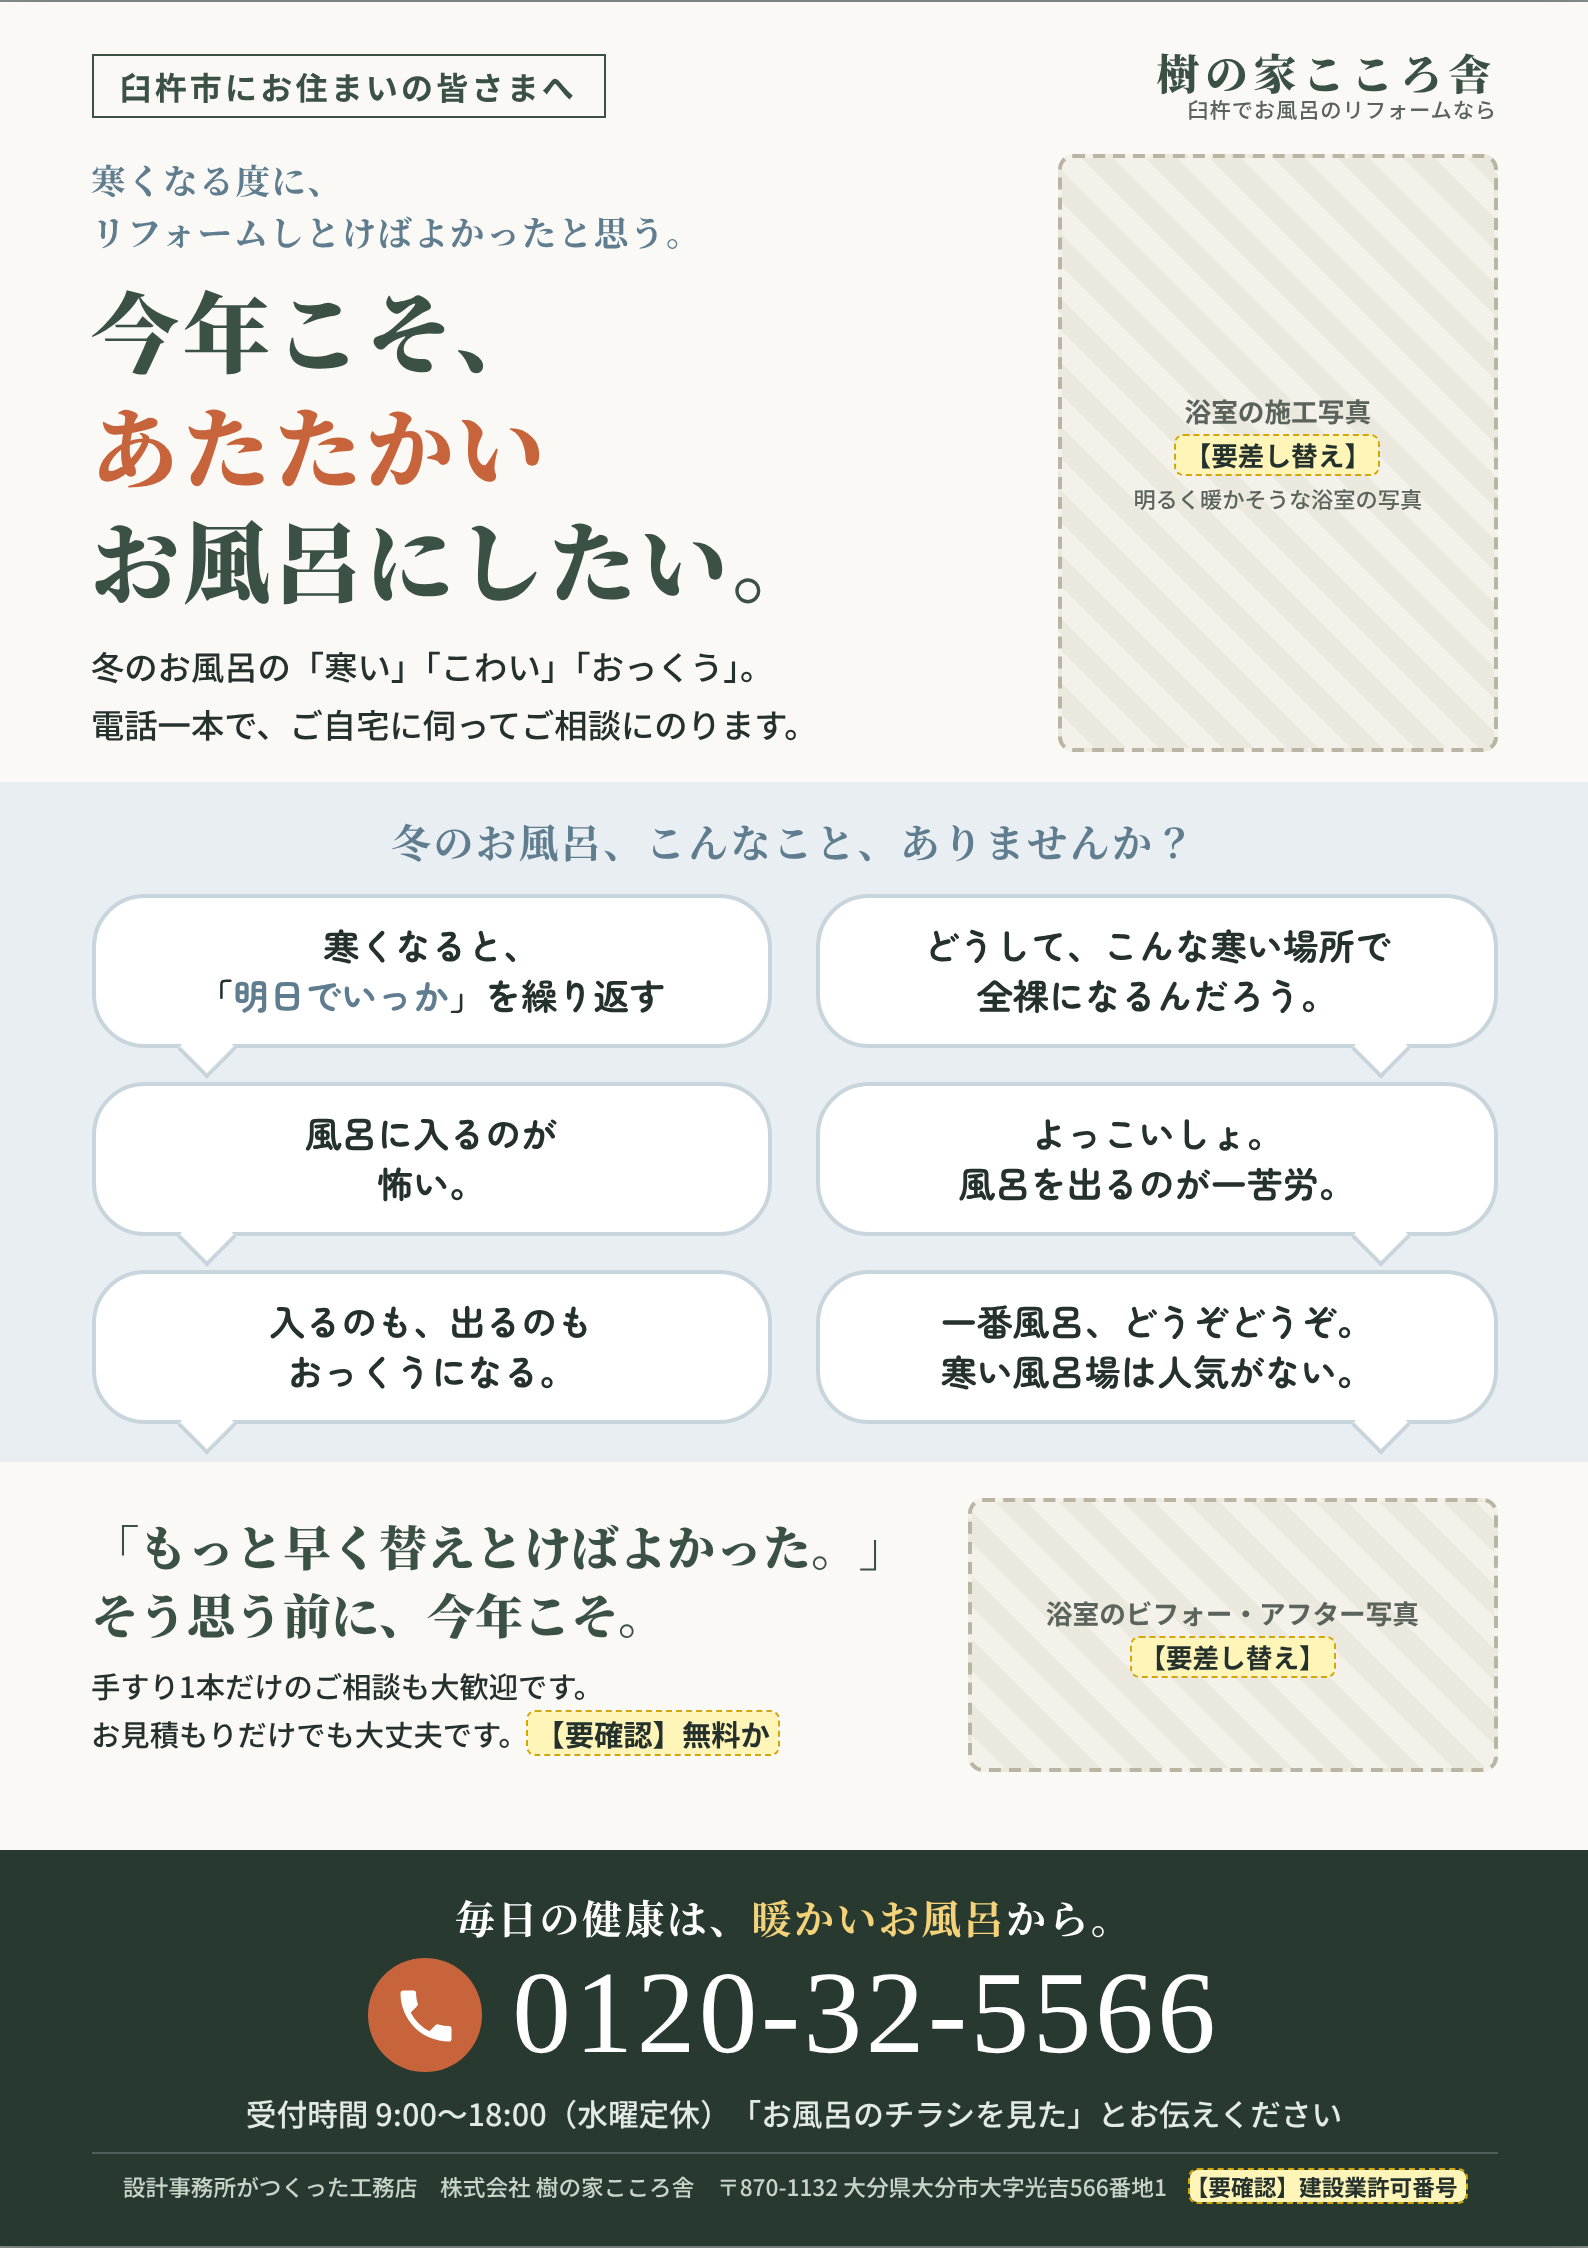 臼杵市にお住まいの皆さまへ
樹の家こころ舎
臼杵でお風呂のリフォームなら
寒くなる度に、
リフォームしとけばよかったと思う。
今年こそ、
あたたかい
お風呂にしたい。
冬のお風呂の「寒い」「こわい」「おっくう」。
電話一本で、ご自宅に伺ってご相談にのります。
浴室の施工写真
【要差し替え】
明るく暖かそうな浴室の写真
冬のお風呂、こんなこと、ありませんか？
寒くなると、
「明日でいっか」を繰り返す
どうして、こんな寒い場所で
全裸になるんだろう。
風呂に入るのが
怖い。
よっこいしょ。
風呂を出るのが一苦労。
入るのも、出るのも
おっくうになる。
一番風呂、どうぞどうぞ。
寒い風呂場は人気がない。
「もっと早く替えとけばよかった。」
そう思う前に、今年こそ。
手すり1本だけのご相談も大歓迎です。
お見積もりだけでも大丈夫です。【要確認】無料か
浴室のビフォー・アフター写真
【要差し替え】
毎日の健康は、暖かいお風呂から。
0120-32-5566
受付時間 9:00〜18:00（水曜定休）「お風呂のチラシを見た」とお伝えください
設計事務所がつくった工務店　株式会社 樹の家こころ舎　〒870-1132 大分県大分市大字光吉566番地1　【要確認】建設業許可番号